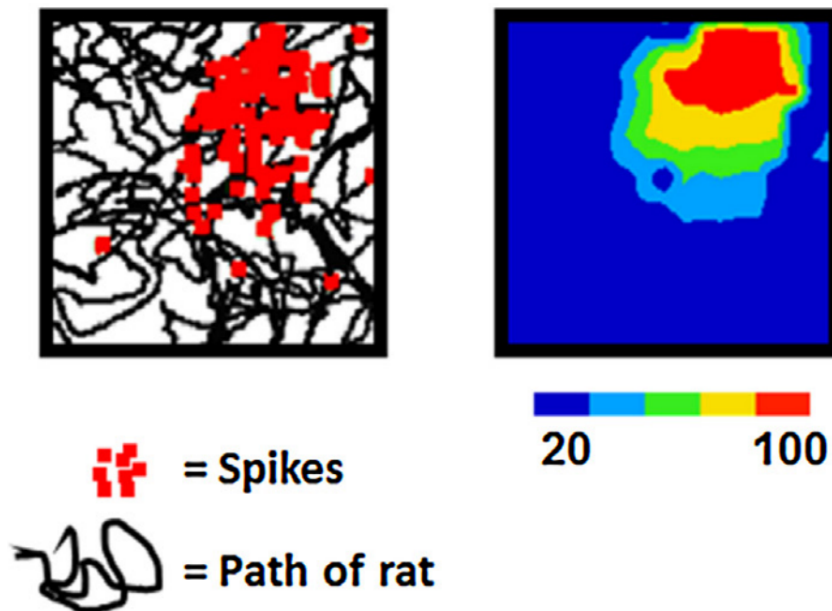 20 100
= Spikes
= Path of rat